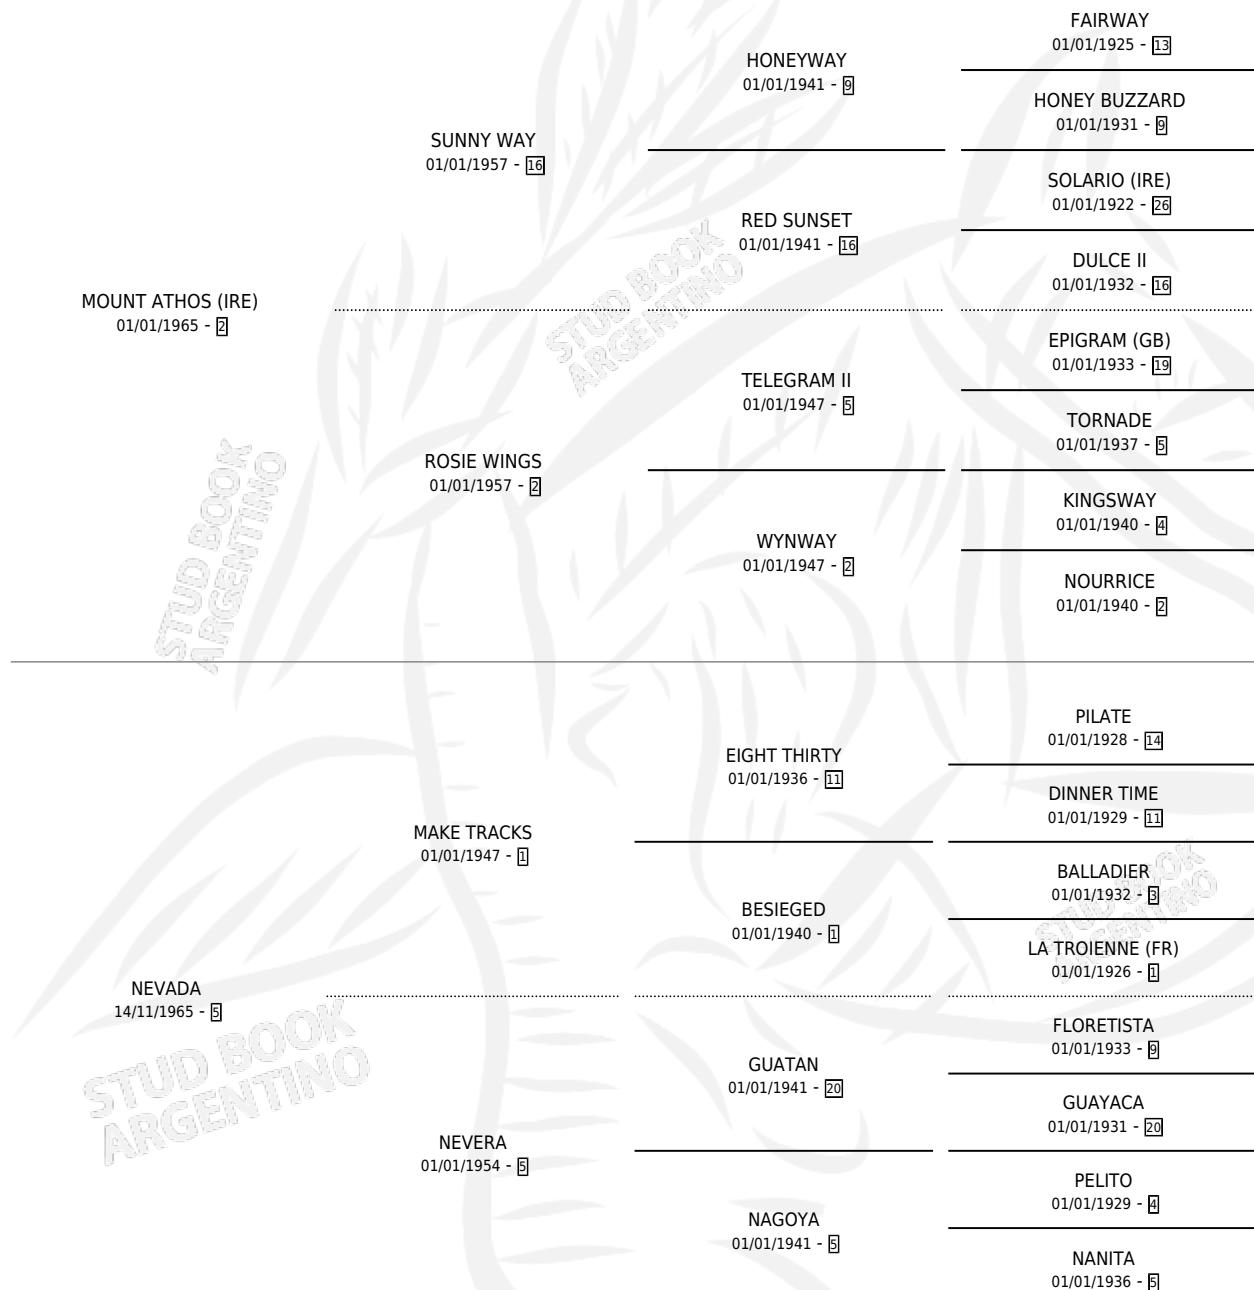 FAIRWAY
01/01/1925 - 13
HONEYWAY
01/01/1941 - 9
HONEY BUZZARD
01/01/1931 - 9
SUNNY WAY
01/01/1957 - 16
SOLARIO (IRE)
01/01/1922 - 26
RED SUNSET
01/01/1941 - 16
DULCE II
01/01/1932 - 16
MOUNT ATHOS (IRE)
01/01/1965 - 2
STUD BOOK
ARGENTINO
EPIGRAM (GB)
01/01/1933 - 19
TELEGRAM II
01/01/1947 - 5
TORNADE
01/01/1937 - 5
ROSIE WINGS
01/01/1957 - 2
KINGSWAY
01/01/1940 - 4
WYNWAY
01/01/1947 - 2
NOURRICE
01/01/1940 - 2
STUD BOOK
ARGENTINO
PILATE
01/01/1928 - 14
EIGHT THIRTY
01/01/1936 - 11
DINNER TIME
01/01/1929 - 11
MAKE TRACKS
01/01/1947 - 1
BALLADIER
01/01/1932 - 3
BESIEGED
01/01/1940 - 1
STUD BOOK
ARGENTINO
LA TROIENNE (FR)
01/01/1926 - 1
NEVADA
14/11/1965 - 5
FLORETISTA
01/01/1933 - 9
GUATAN
01/01/1941 - 20
STUD BOOK
ARGENTINO
GUAYACA
01/01/1931 - 20
NEVERA
01/01/1954 - 5
PELITO
01/01/1929 - 4
NAGOYA
01/01/1941 - 5
NANITA
01/01/1936 - 5